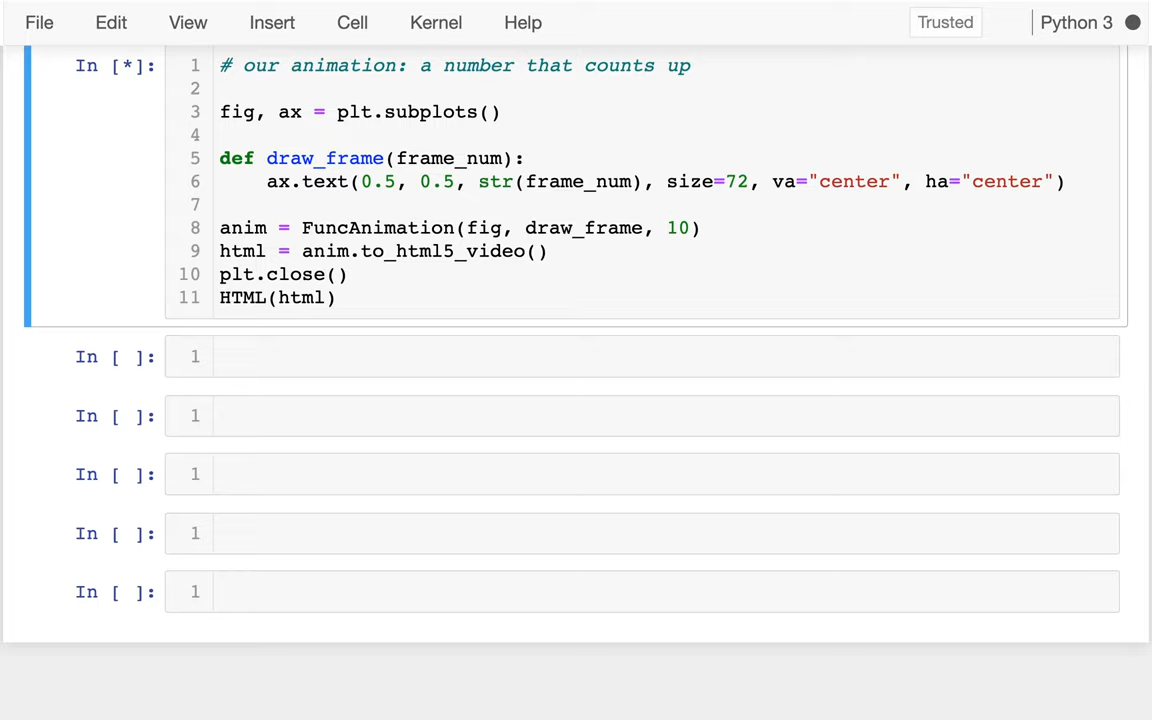 File Edit View Insert Cell Kernel Help Trusted Python 3
In [*]: 1 # our animation: a number that counts up
2
3 fig, ax = plt.subplots()
4
5 def draw_frame(frame_num):
6     ax.text(0.5, 0.5, str(frame_num), size=72, va="center", ha="center")
7
8 anim = FuncAnimation(fig, draw_frame, 10)
9 html = anim.to_html5_video()
10 plt.close()
11 HTML(html)
In [ ]: 1
In [ ]: 1
In [ ]: 1
In [ ]: 1
In [ ]: 1